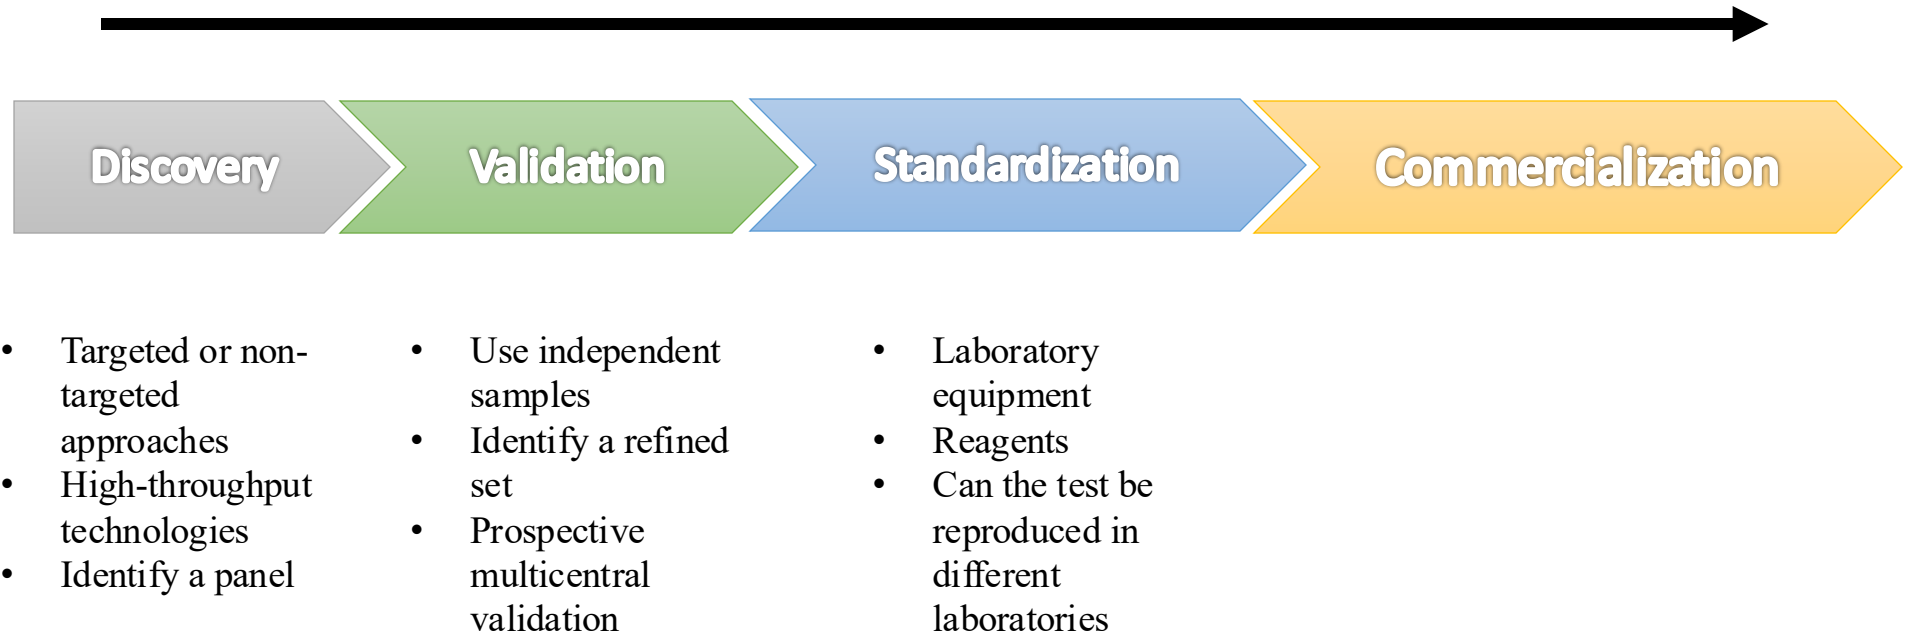 Discovery
Validation
Standardization
Commercialization
• Targeted or non-
targeted
approaches
• High-throughput
technologies
• Identify a panel
• Use independent
samples
• Identify a refined
set
• Prospective
multicentral
validation
• Laboratory
equipment
• Reagents
• Can the test be
reproduced in
different
laboratories